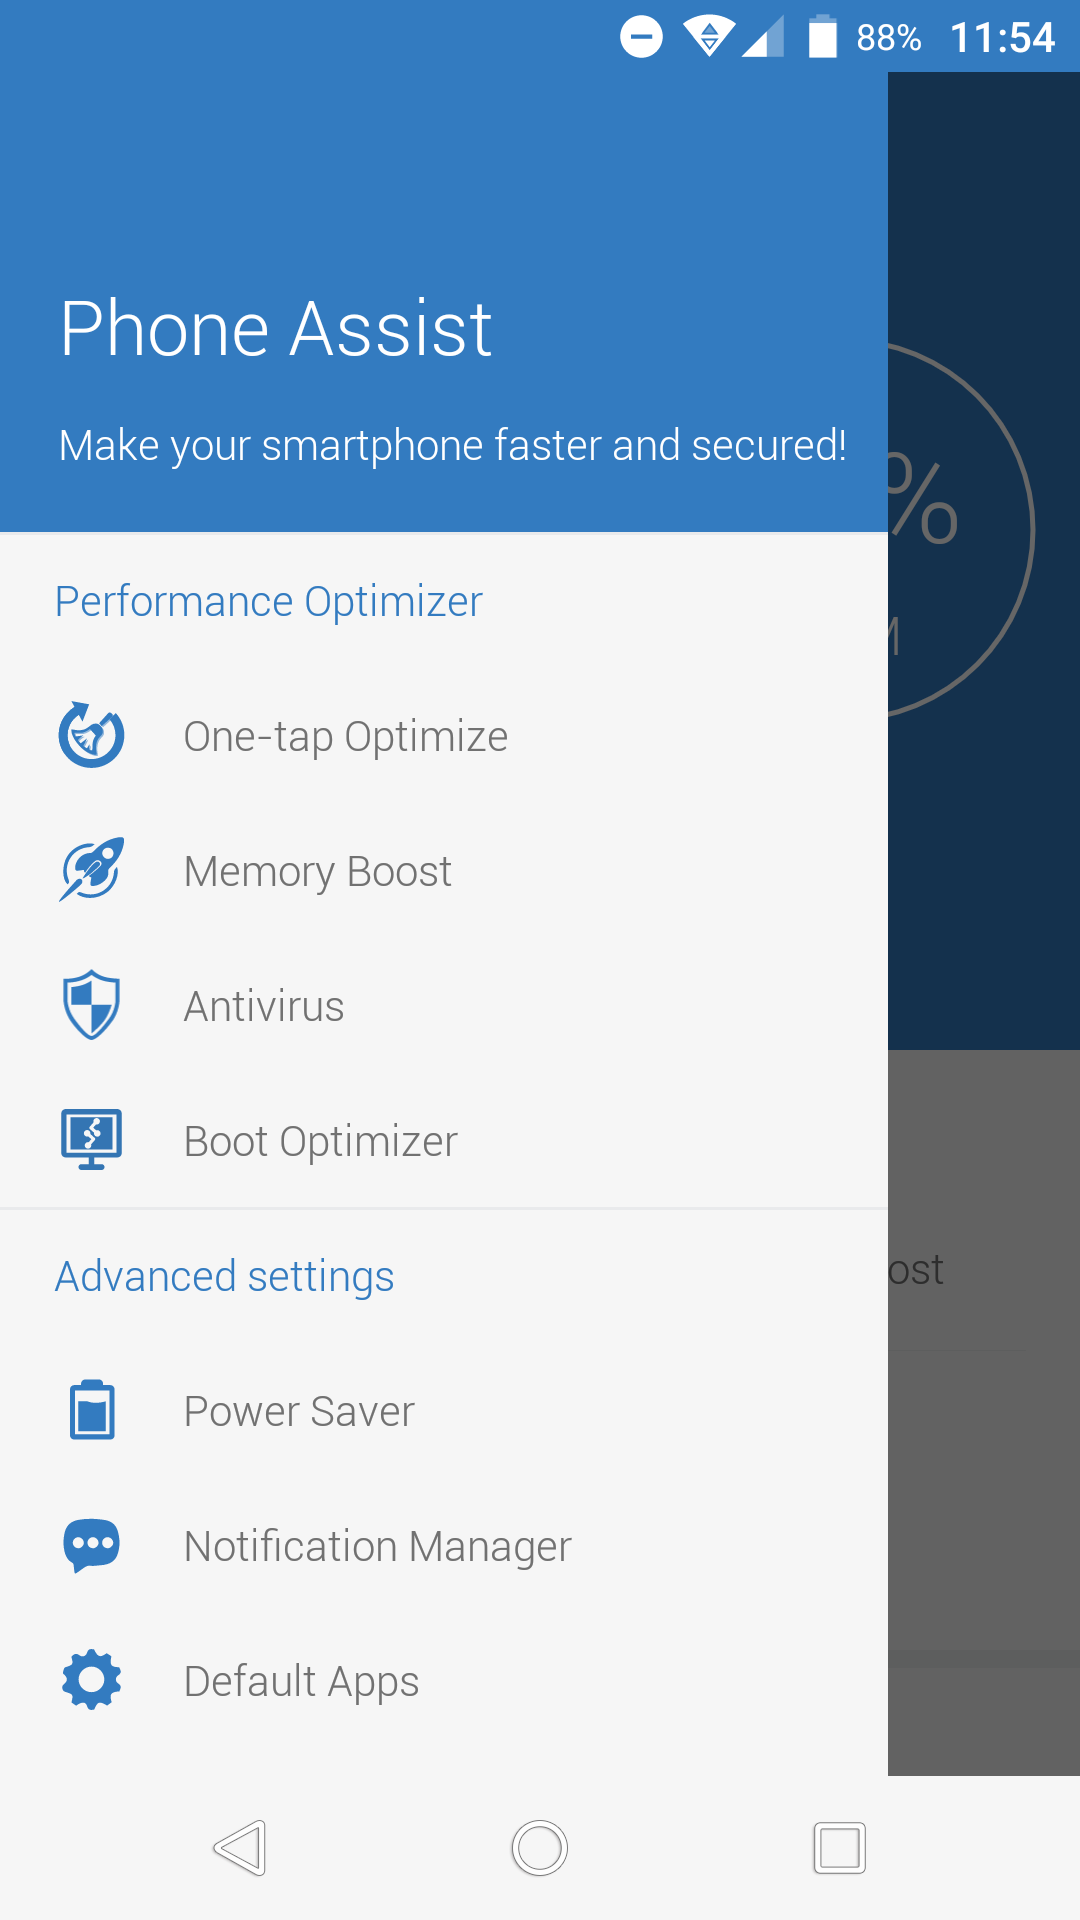 88% 11:54
Phone Assist
Make your smartphone faster and secured!
%
M
Performance Optimizer
One-tap Optimize
Memory Boost
Antivirus
Boot Optimizer
ost
Advanced settings
Power Saver
Notification Manager
Default Apps